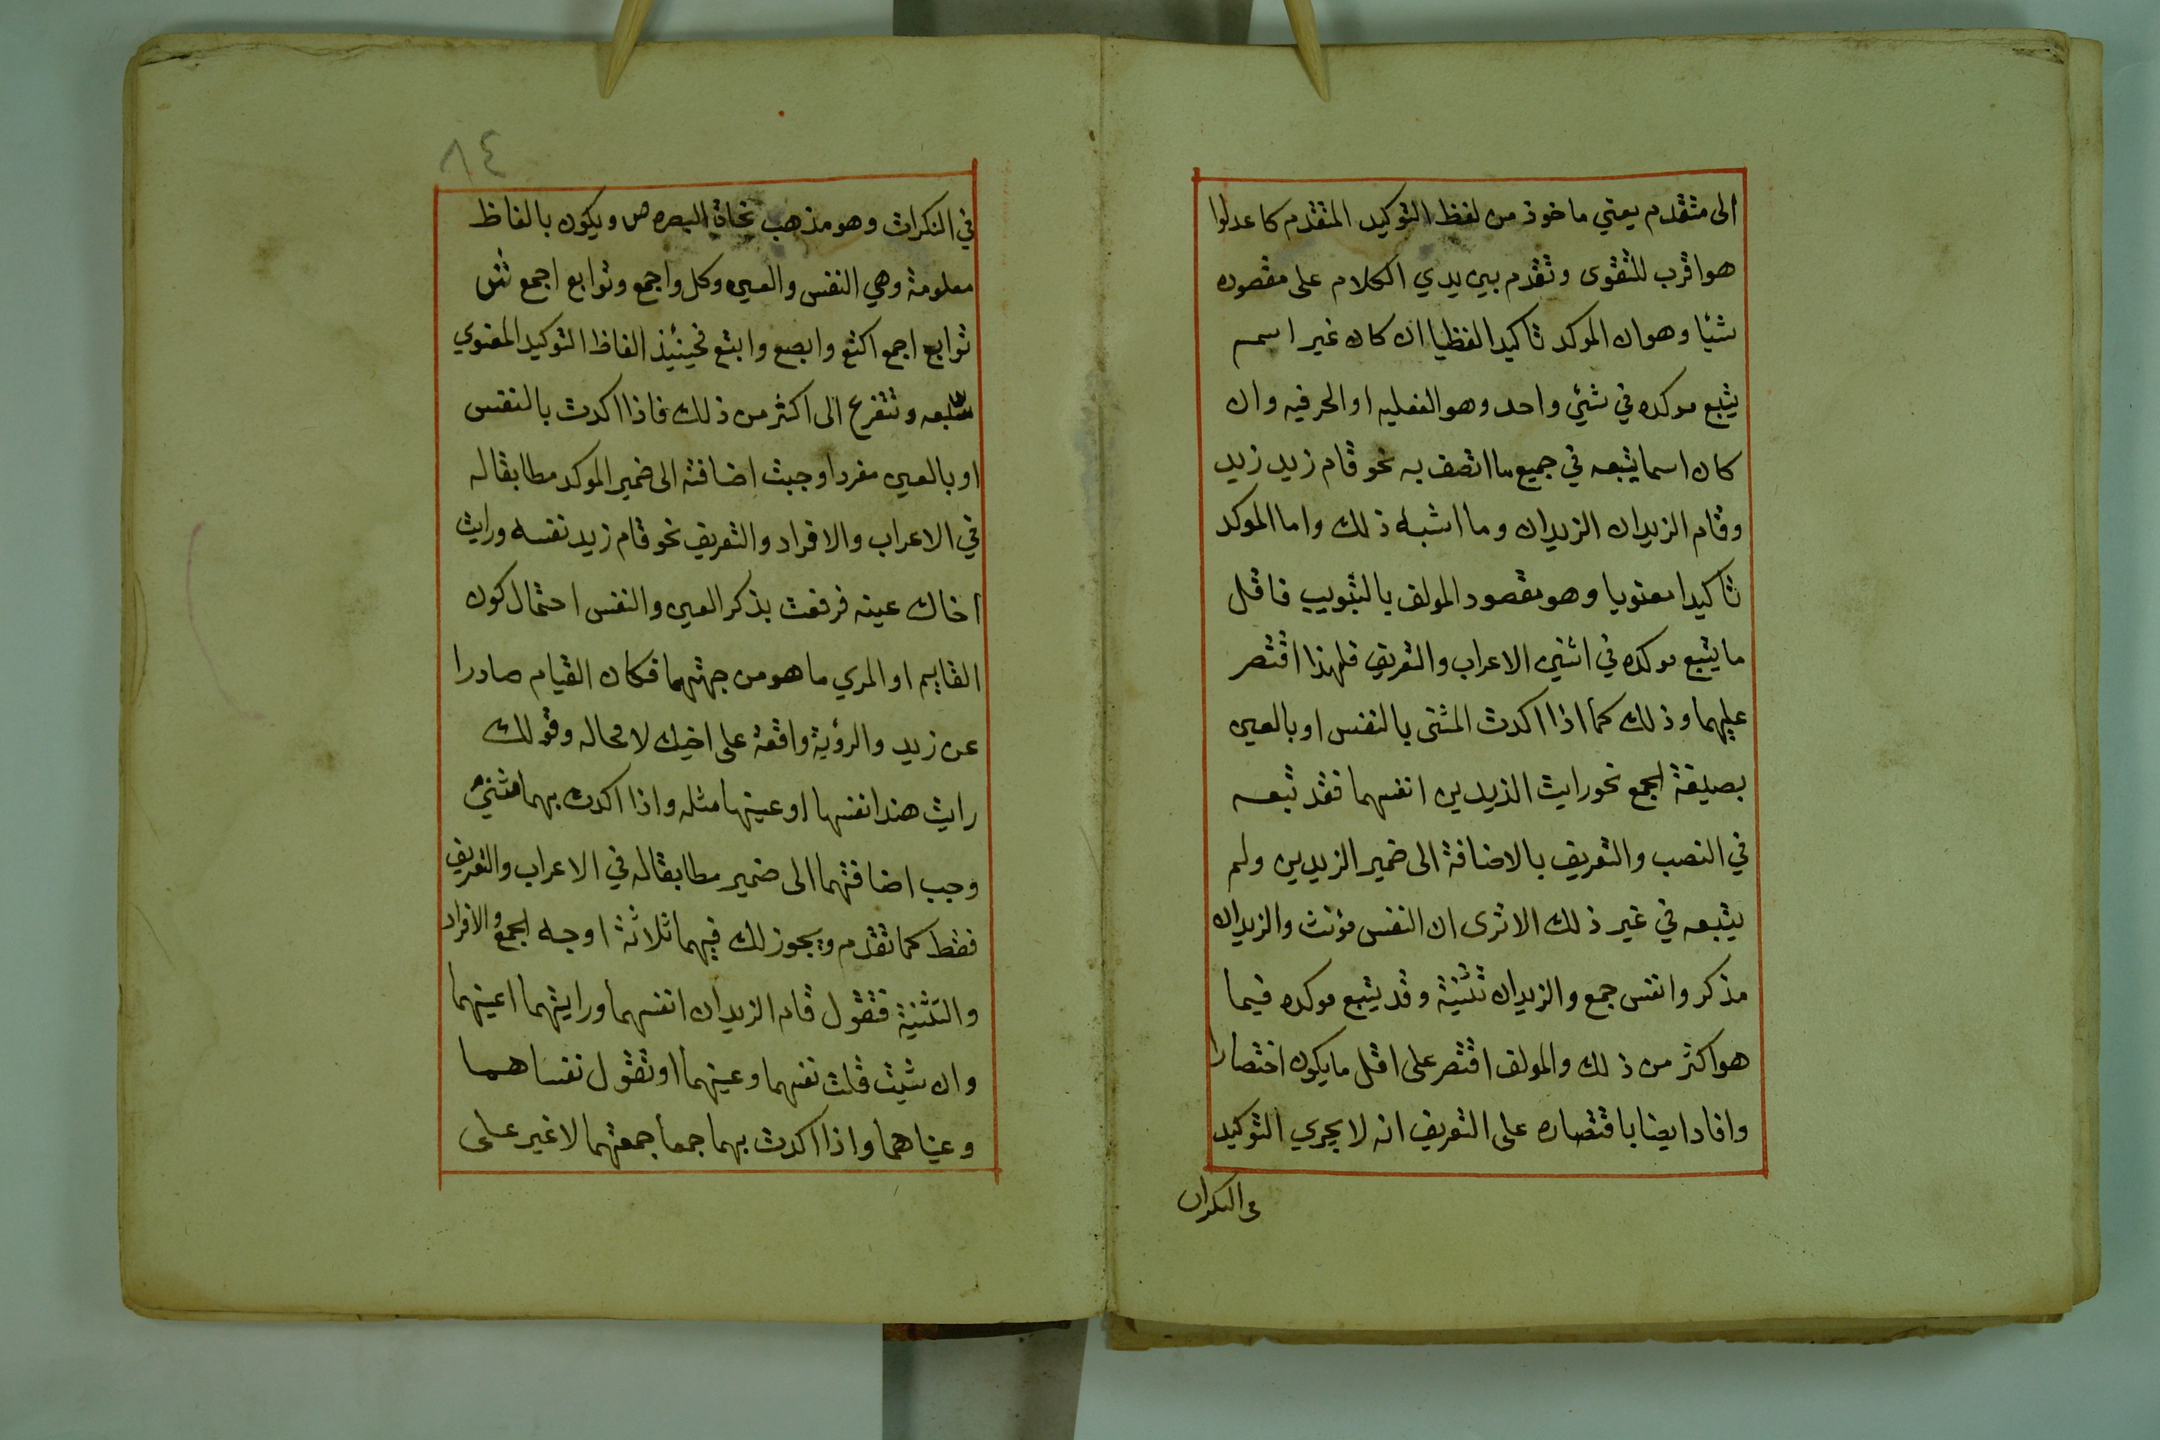 الى متقدم يعني ماخوذ من لفظ التوكيد المتقدم كاعدلوا
هو اقرب للتقوى وتقدم بين يدي الكلام على مقصوده
شيئا وهو ان الموكد تاكيدا لفظيا ان كان غير اسم
يتبع موكده في شيئ واحد وهو الفعليه او الحرفيه وان
كان اسما يتبعه في جميع ما اتصف به نحو قام زيد زيد
وقام الزيدان الزيدان وما اشبه ذلك واما الموكد
تاكيدا معنويا وهو مقصود المولف بالتبويب فاقل
ما يتبع موكده في اثنين الاعراب والتعريف فلهذا اقتصر
عليهما وذلك كما اذا اكدت المثنى بالنفس او بالعين
بصيغة الجمع نحو رايت الزيدين انفسهما فقد تبعه
في النصب والتعريف بالاضافة الى ضمير الزيدين ولم
يتبعه في غير ذلك الا ترى ان النفس مؤنث والزيدان
مذكر وانفس جمع والزيدان تثنية وقد يتبع موكده فيما
هو اكثر من ذلك والمولف اقتصر على اقل ما يكون اختصارا
وافاد ايضا باقتصاره على التعريف انه لا يجري التوكيد
في النكرات
٨٤
في النكرات وهو مذهب نحاة البصره ص ويكون بالفاظ
معلومة وهي النفس والعين وكل واجمع وتوابع اجمع ش
توابع اجمع اكتع وابصع وابتع فحينئذ الفاظ التوكيد المعنوي
سبعه وتتفرع الى اكثر من ذلك فاذا اكدت بالنفس
او بالعين مفردا وجبت اضافته الى ضمير الموكد مطابقا له
في الاعراب والافراد والتعريف نحو قام زيد نفسه ورايت
اخاك عينه فرفعت بذكر العين والنفس احتمال كون
القايم او المري ما هو من جهتهما فكان القيام صادرا
عن زيد والرؤية واقعة على اخيك لا محاله وقولك
رايت هندا نفسها او عينها مثله واذا اكدت بهما مثنى
وجب اضافتهما الى ضمير مطابقا له في الاعراب والتعريف
فقط كما تقدم ويجوز لك فيهما ثلاثة اوجه الجمع والافراد
والتثنية فتقول قام الزيدان انفسهما ورايتهما اعينهما
وان شيت قلت نفسهما وعينهما او تقول نفساهما
وعيناهما واذا اكدت بهما جمعا جمعتهما لا غير على